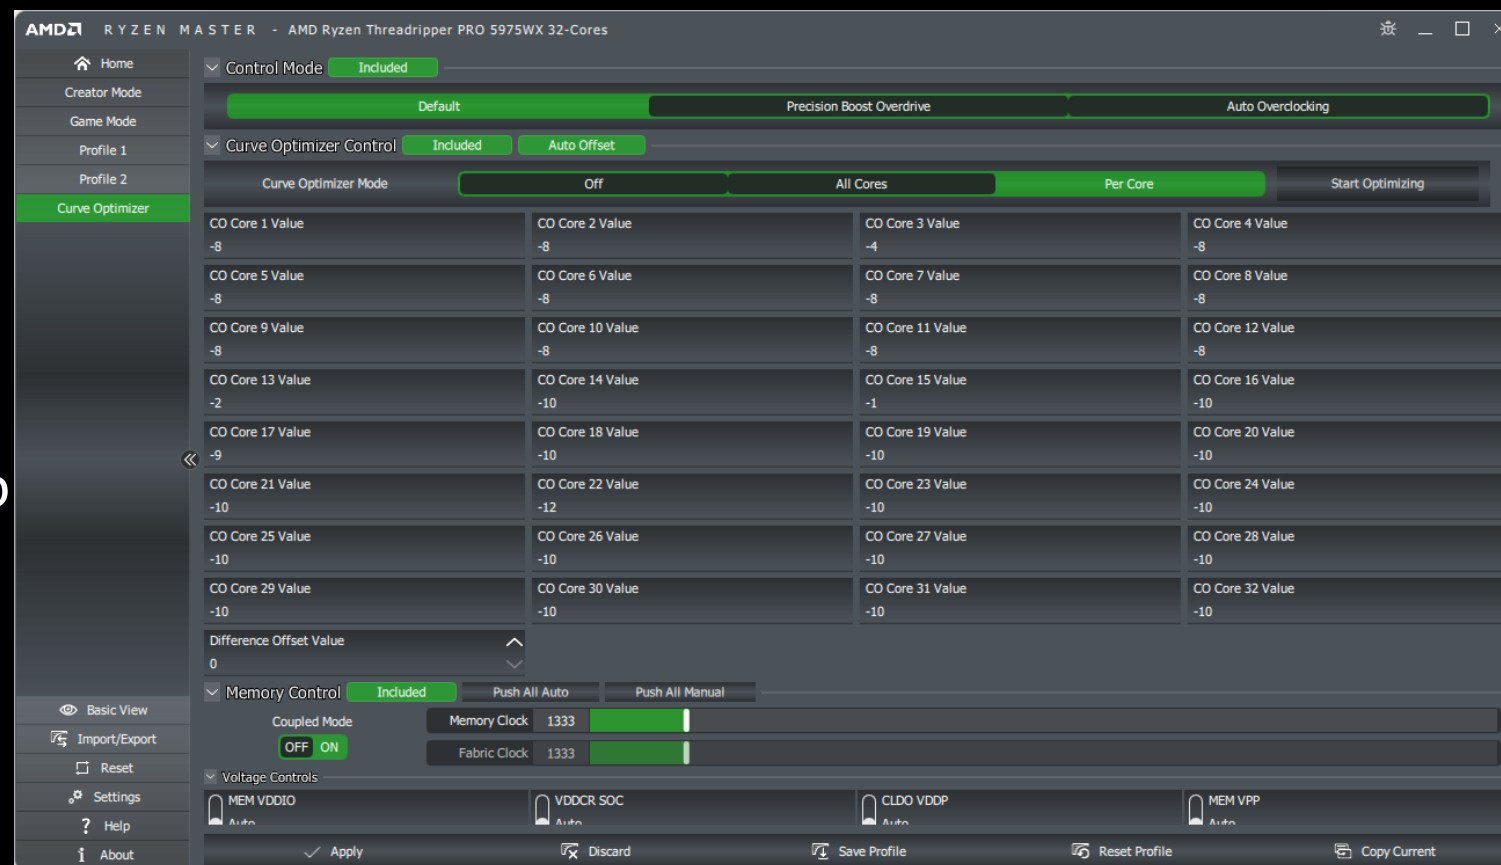 AMD RYZEN MASTER - AMD Ryzen Threadripper PRO 5975WX 32-Cores
Home
Creator Mode
Game Mode
Profile 1
Profile 2
Curve Optimizer
Control Mode Included
Default Precision Boost Overdrive Auto Overclocking
Curve Optimizer Control Included Auto Offset
Curve Optimizer Mode Off All Cores Per Core Start Optimizing
CO Core 1 Value CO Core 2 Value CO Core 3 Value CO Core 4 Value
-8 -8 -4 -8
CO Core 5 Value CO Core 6 Value CO Core 7 Value CO Core 8 Value
-8 -8 -8 -8
CO Core 9 Value CO Core 10 Value CO Core 11 Value CO Core 12 Value
-8 -8 -8 -8
CO Core 13 Value CO Core 14 Value CO Core 15 Value CO Core 16 Value
-2 -10 -1 -10
CO Core 17 Value CO Core 18 Value CO Core 19 Value CO Core 20 Value
-9 -10 -10 -10
CO Core 21 Value CO Core 22 Value CO Core 23 Value CO Core 24 Value
-10 -12 -10 -10
CO Core 25 Value CO Core 26 Value CO Core 27 Value CO Core 28 Value
-10 -10 -10 -10
CO Core 29 Value CO Core 30 Value CO Core 31 Value CO Core 32 Value
-10 -10 -10 -10
Difference Offset Value
0
Memory Control Included Push All Auto Push All Manual
Coupled Mode Memory Clock 1333
OFF ON Fabric Clock 1333
Voltage Controls
MEM VDDIO VDDCR SOC CLDO VDDP MEM VPP
Auto Auto Auto Auto
Basic View
Import/Export
Reset
Settings
Help
About
Apply Discard Save Profile Reset Profile Copy Current